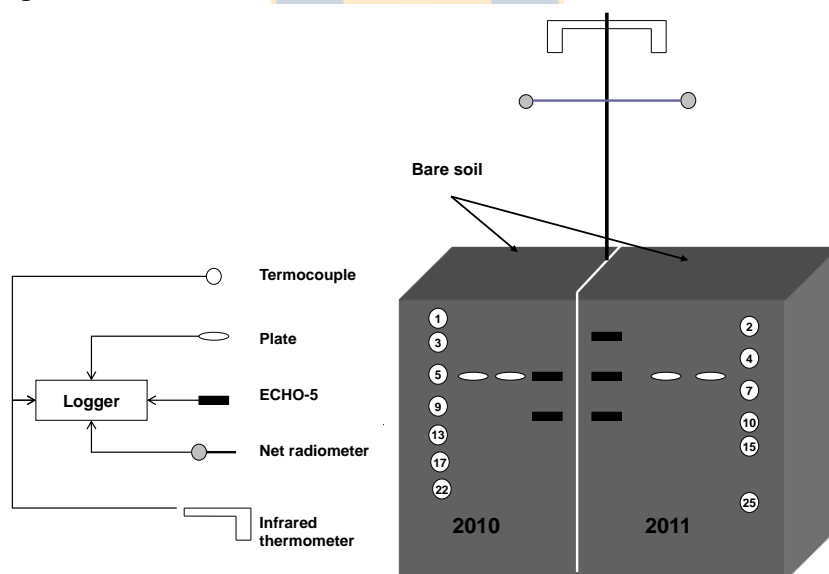 Bare soil
Termocouple
Plate
ECHO-5
Logger
Net radiometer
Infrared
thermometer
1
3
5
9
13
17
22
2010
2
4
7
10
15
25
2011